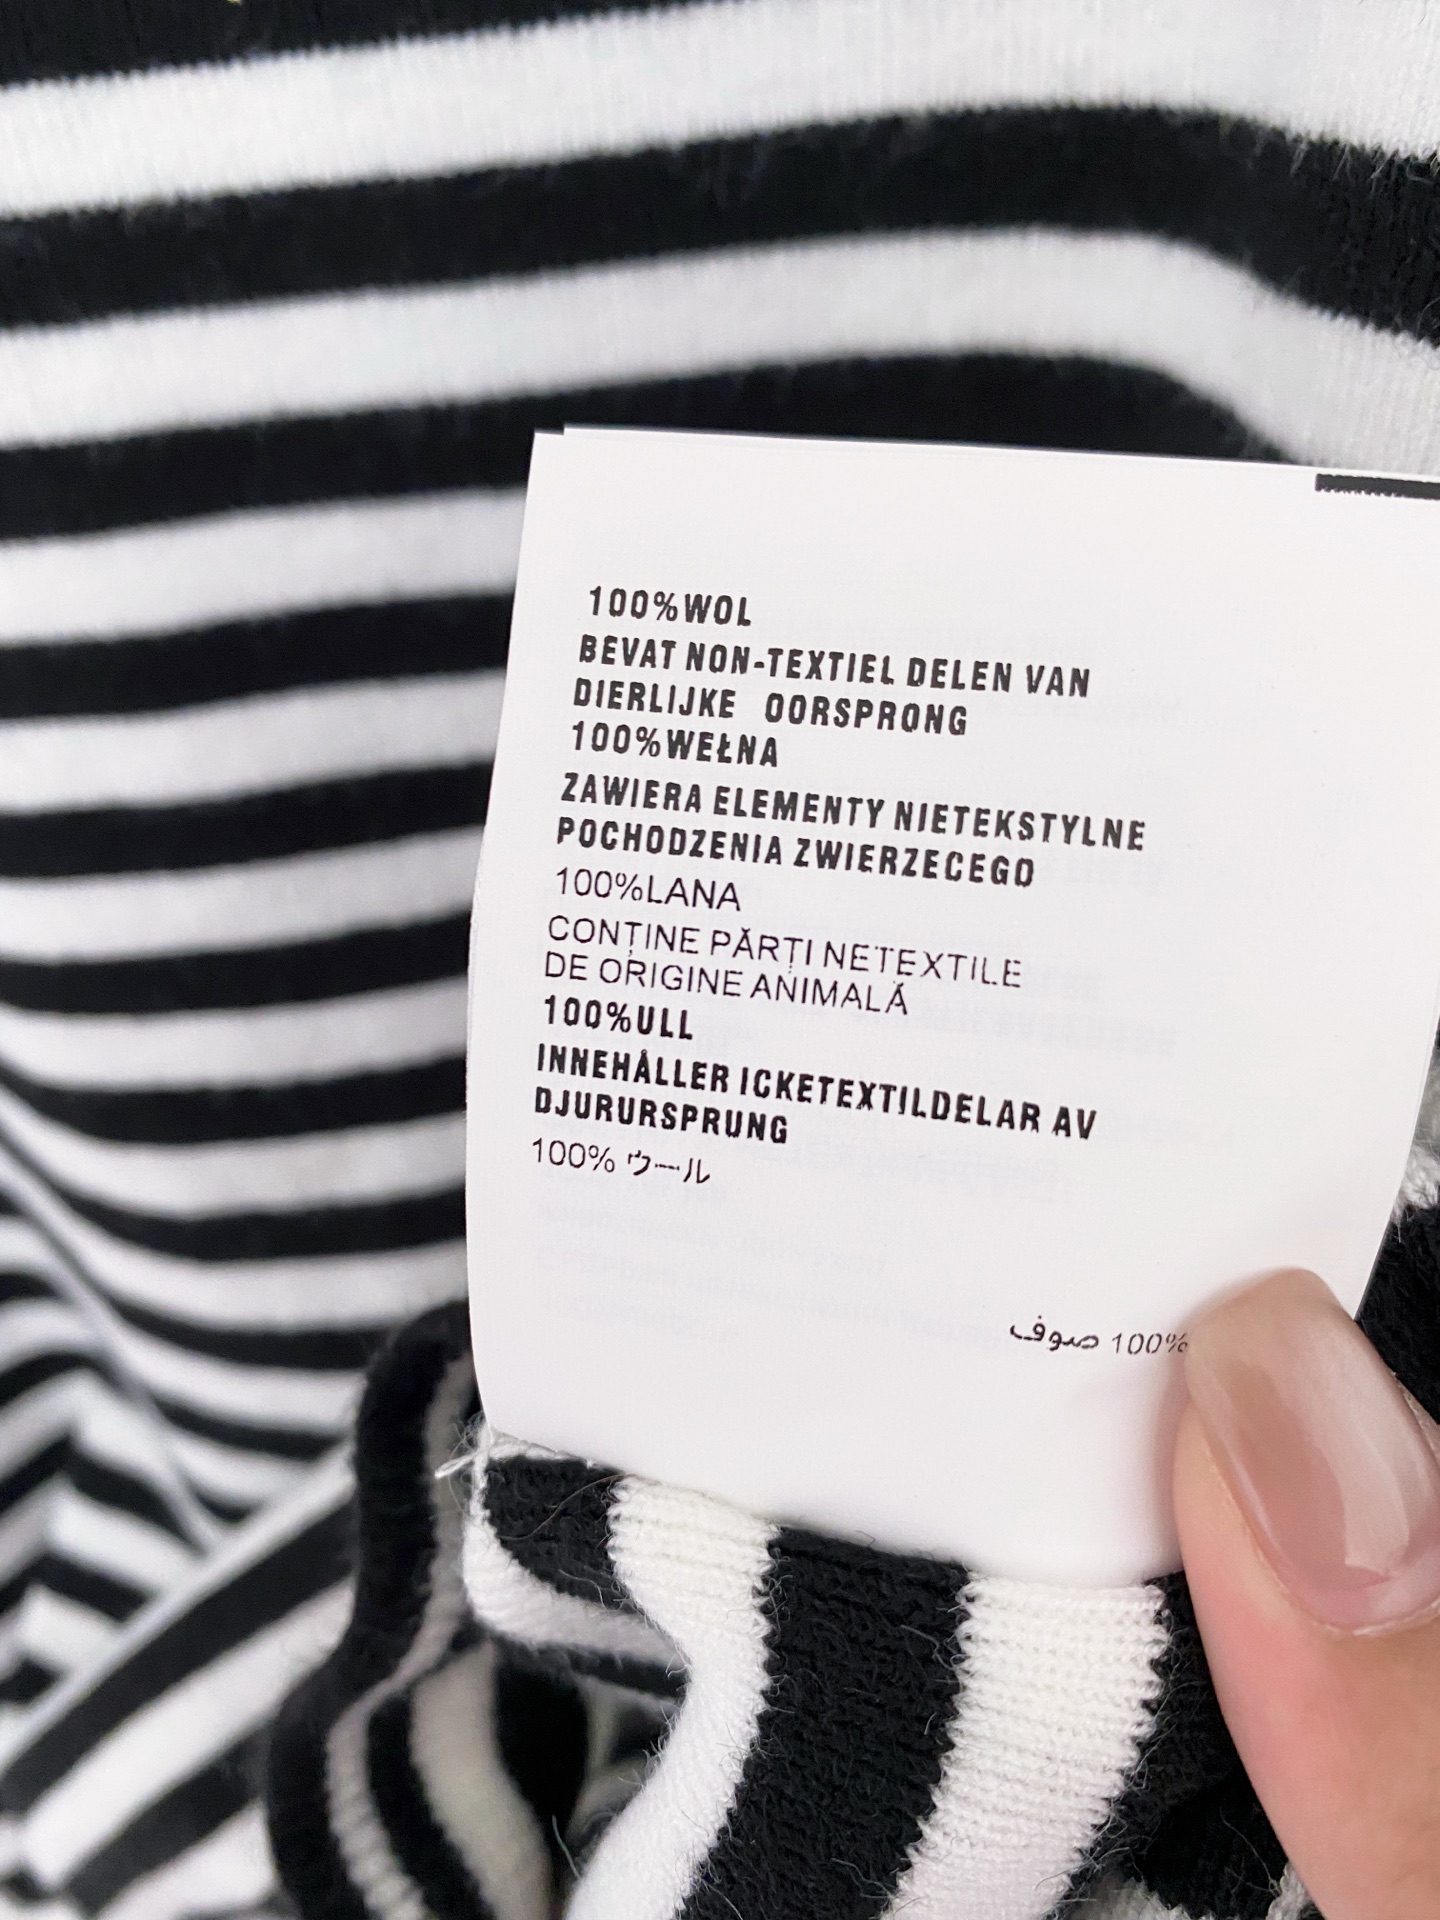 100%WOL
BEVAT NON-TEXTIEL DELEN VAN
DIERLIJKE OORSPRONG
100%WEŁNA
ZAWIERA ELEMENTY NIETEKSTYLNE
POCHODZENIA ZWIERZECEGO
100%LANA
CONȚINE PĂRȚI NETEXTILE
DE ORIGINE ANIMALĂ
100%ULL
INNEHÅLLER ICKETEXTILDELAR AV
DJURURSPRUNG
100% ウール
100% صوف